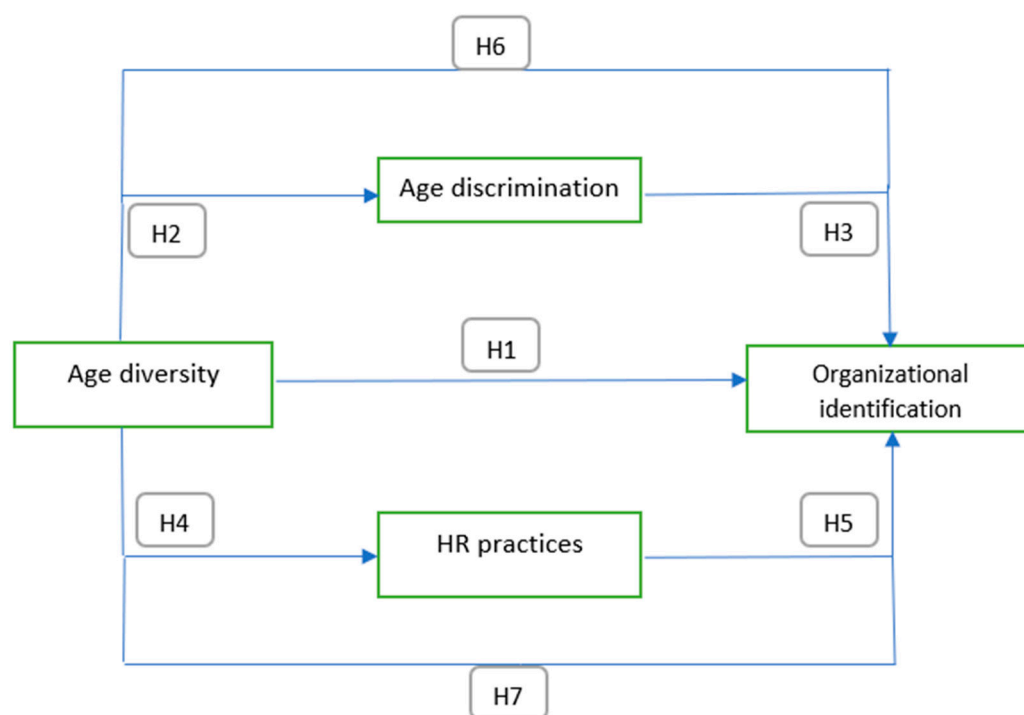 H6
Age discrimination
H2
H3
H1
Age diversity
Organizational
identification
H4
H5
HR practices
H7